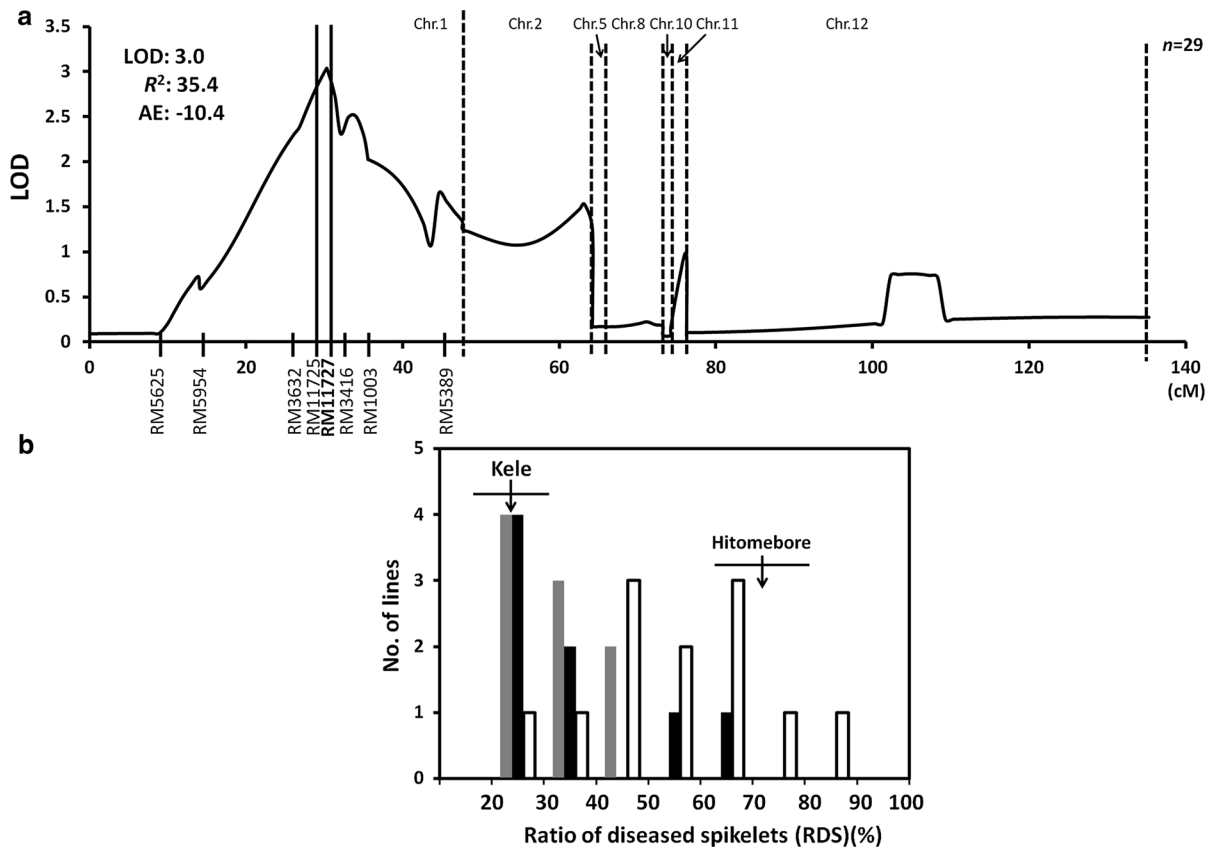 a
Chr.1
Chr.2
Chr.5
Chr.8
Chr.10
Chr.11
Chr.12
n=29
LOD: 3.0
R²: 35.4
AE: -10.4
LOD
3.5
3
2.5
2
1.5
1
0.5
0
0
20
40
60
80
100
120
140
(cM)
RM5625
RM5954
RM3632
RM11725
RM11727
RM3416
RM1003
RM5389
b
Kele
Hitomebore
No. of lines
5
4
3
2
1
0
20
30
40
50
60
70
80
90
100
Ratio of diseased spikelets (RDS)(%)